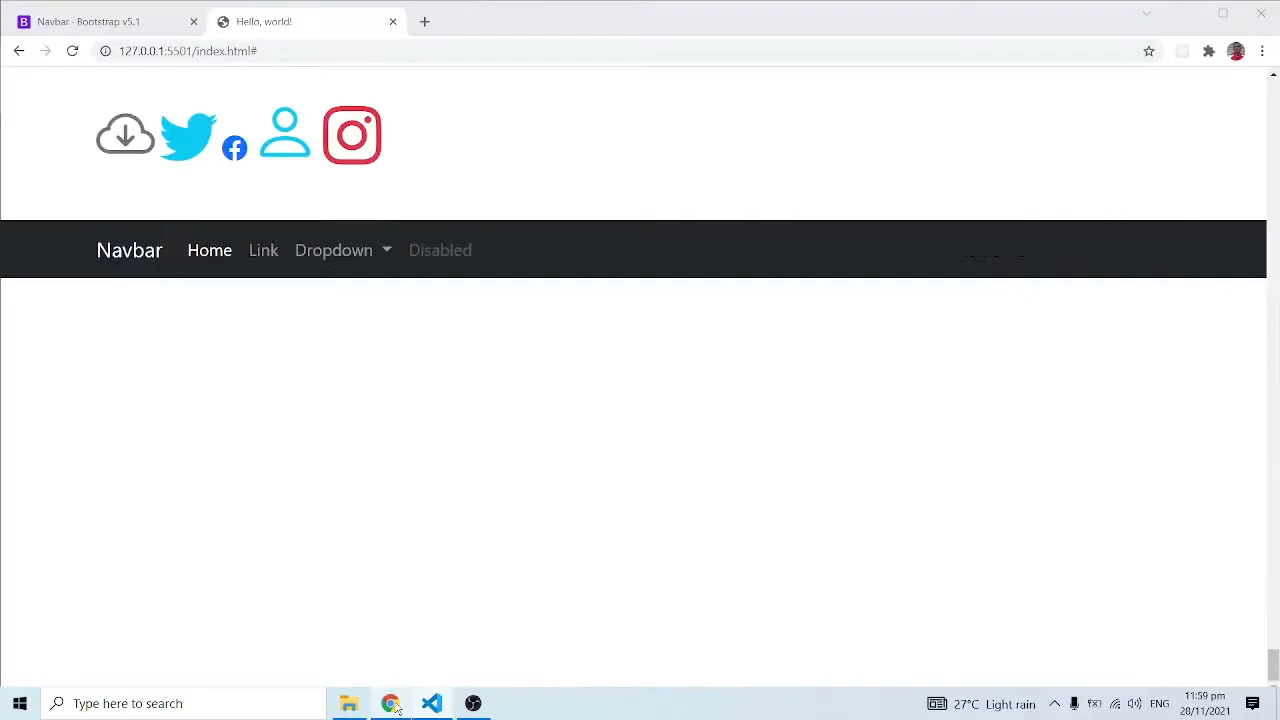 B Navbar - Bootstrap v5.1
Hello, world!
127.0.0.1:5501/index.html#
Navbar Home Link Dropdown Disabled
Type here to search
27°C Light rain
ENG
11:59 pm
28/11/2021